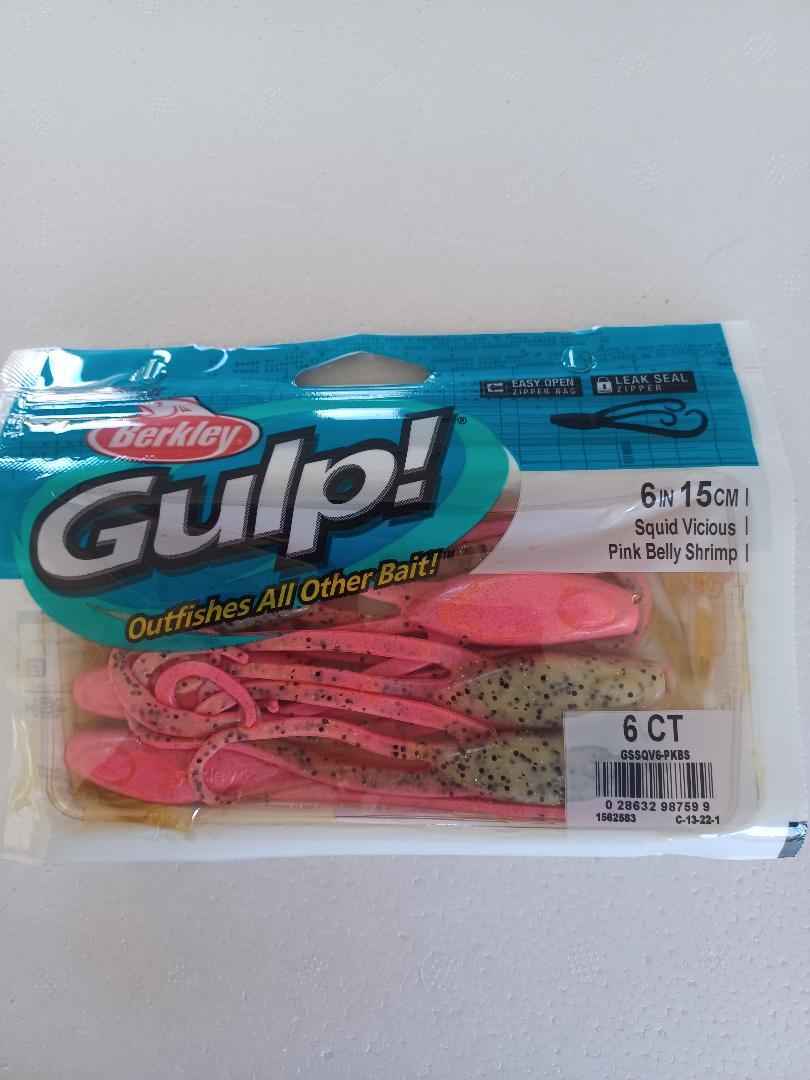 EASY OPEN
ZIPPER BAG
LEAK SEAL
ZIPPER
Berkley
Gulp!®
Outfishes All Other Bait!™
6IN 15CM
Squid Vicious
Pink Belly Shrimp
6 CT
GSSQV6-PKBS
0 28632 98759 9
1562583 C-13-22-1